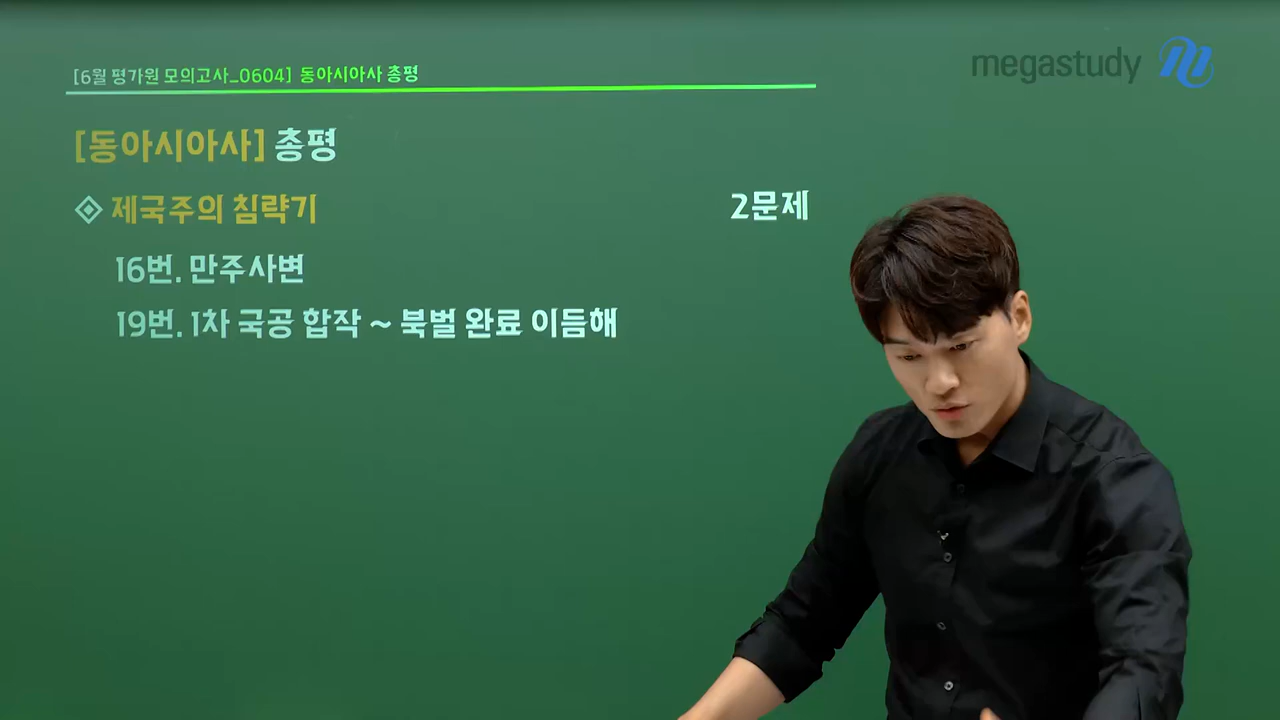 [6월 평가원 모의고사_0604] 동아시아사 총평
megastudy
[동아시아사] 총평
제국주의 침략기 2문제
16번. 만주사변
19번. 1차 국공 합작 ~ 북벌 완료 이듬해